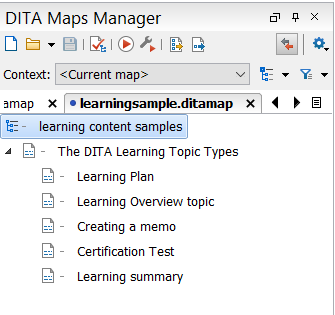 DITA Maps Manager
Context: <Current map>
amap
learningsample.ditamap
learning content samples
The DITA Learning Topic Types
Learning Plan
Learning Overview topic
Creating a memo
Certification Test
Learning summary